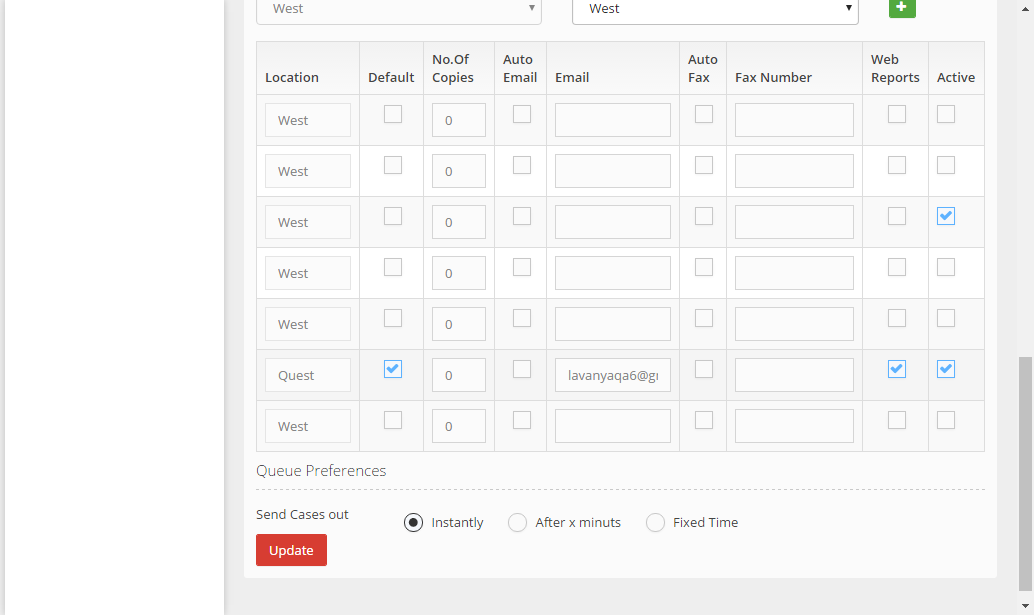 West West +
Location Default No.Of Copies Auto Email Email Auto Fax Fax Number Web Reports Active
West 0
West 0
West 0
West 0
West 0
Quest 0 lavanyaqa6@g
West 0
Queue Preferences
Send Cases out Instantly After x minuts Fixed Time
Update